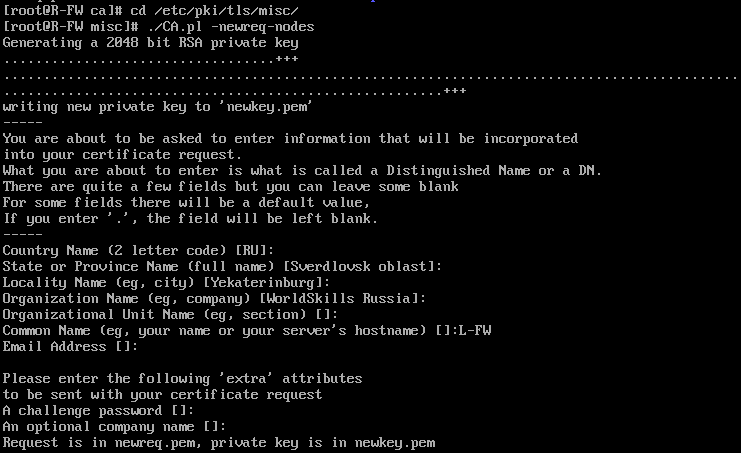 [root@R-FW ca]# cd /etc/pki/tls/misc/
[root@R-FW misc]# ./CA.pl -newreq-nodes
Generating a 2048 bit RSA private key
..................................+++
............................................................................................
.......................................................+++
writing new private key to 'newkey.pem'
-----
You are about to be asked to enter information that will be incorporated
into your certificate request.
What you are about to enter is what is called a Distinguished Name or a DN.
There are quite a few fields but you can leave some blank
For some fields there will be a default value,
If you enter '.', the field will be left blank.
-----
Country Name (2 letter code) [RU]:
State or Province Name (full name) [Sverdlovsk oblast]:
Locality Name (eg, city) [Yekaterinburg]:
Organization Name (eg, company) [WorldSkills Russia]:
Organizational Unit Name (eg, section) []:
Common Name (eg, your name or your server's hostname) []:L-FW
Email Address []:

Please enter the following 'extra' attributes
to be sent with your certificate request
A challenge password []:
An optional company name []:
Request is in newreq.pem, private key is in newkey.pem